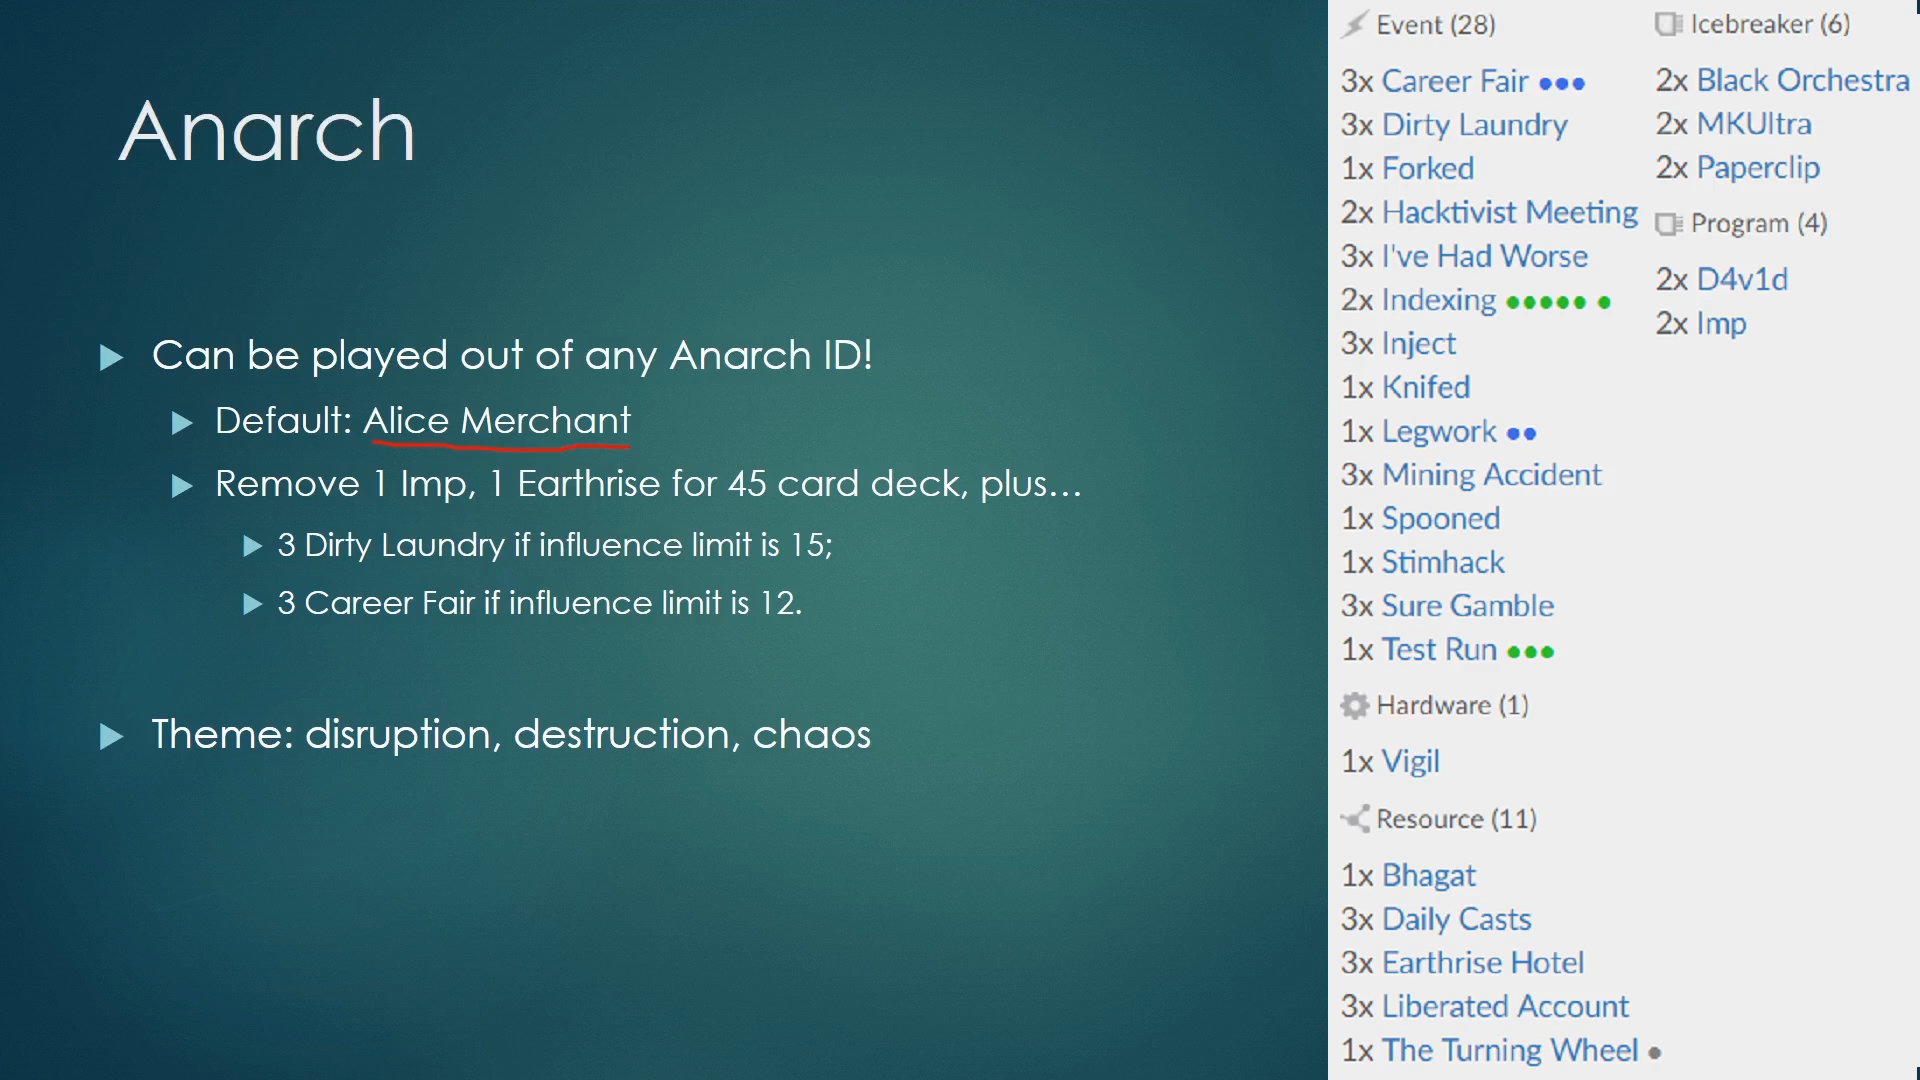 Anarch
Can be played out of any Anarch ID!
Default: Alice Merchant
Remove 1 Imp, 1 Earthrise for 45 card deck, plus…
3 Dirty Laundry if influence limit is 15;
3 Career Fair if influence limit is 12.
Theme: disruption, destruction, chaos
Event (28)
3x Career Fair ●●●
3x Dirty Laundry
1x Forked
2x Hacktivist Meeting
3x I've Had Worse
2x Indexing ●●●●● ●
3x Inject
1x Knifed
1x Legwork ●●
3x Mining Accident
1x Spooned
1x Stimhack
3x Sure Gamble
1x Test Run ●●●
Hardware (1)
1x Vigil
Resource (11)
1x Bhagat
3x Daily Casts
3x Earthrise Hotel
3x Liberated Account
1x The Turning Wheel ●
Icebreaker (6)
2x Black Orchestra
2x MKUltra
2x Paperclip
Program (4)
2x D4v1d
2x Imp